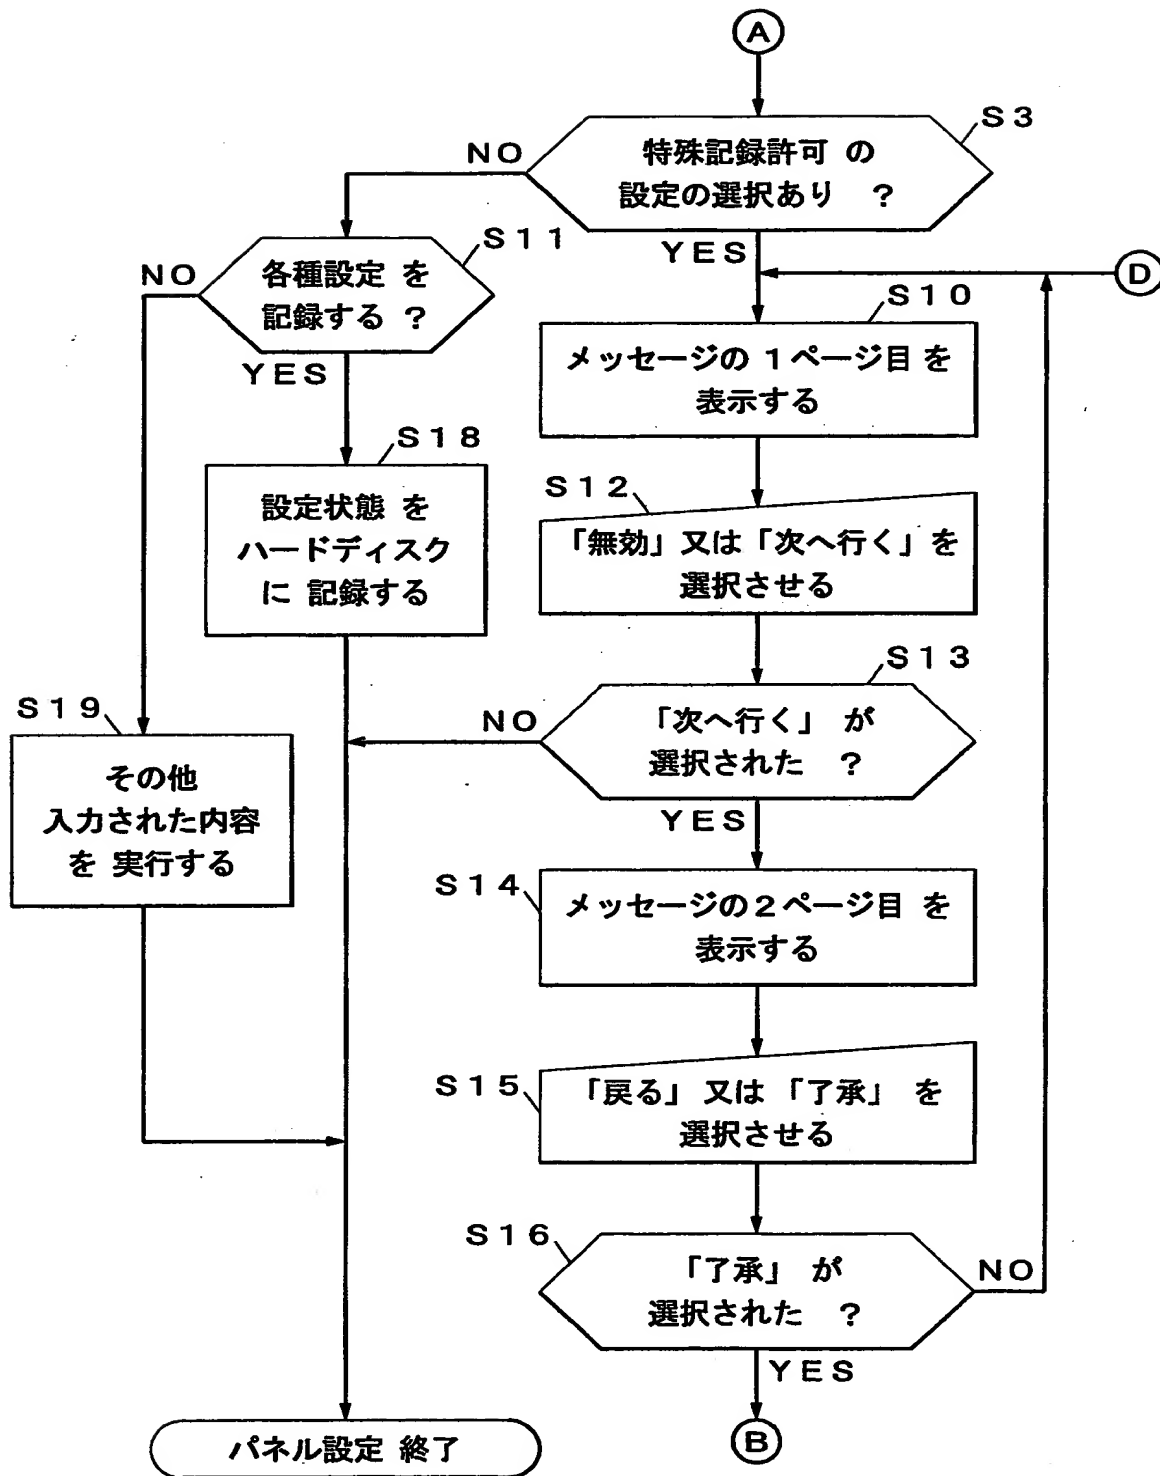 A
S3
特殊記録許可 の
設定の選択あり ?
NO
YES
S11
各種設定 を
記録する ?
NO
YES
D
S10
メッセージの 1ページ目 を
表示する
S18
設定状態 を
ハードディスク
に 記録する
S12
「無効」又は「次へ行く」を
選択させる
S13
「次へ行く」 が
選択された ?
NO
YES
S19
その他
入力された内容
を 実行する
S14
メッセージの2ページ目 を
表示する
S15
「戻る」 又は 「了承」 を
選択させる
S16
「了承」 が
選択された ?
NO
YES
パネル設定 終了
B